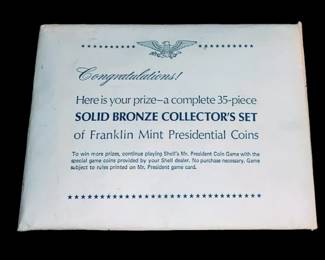 Congratulations!
Here is your prize—a complete 35-piece
SOLID BRONZE COLLECTOR'S SET
of Franklin Mint Presidential Coins
To win more prizes, continue playing Shell's Mr. President Coin Game with the
special game coins provided by your Shell dealer. No purchase necessary. Game
subject to rules printed on Mr. President game card.